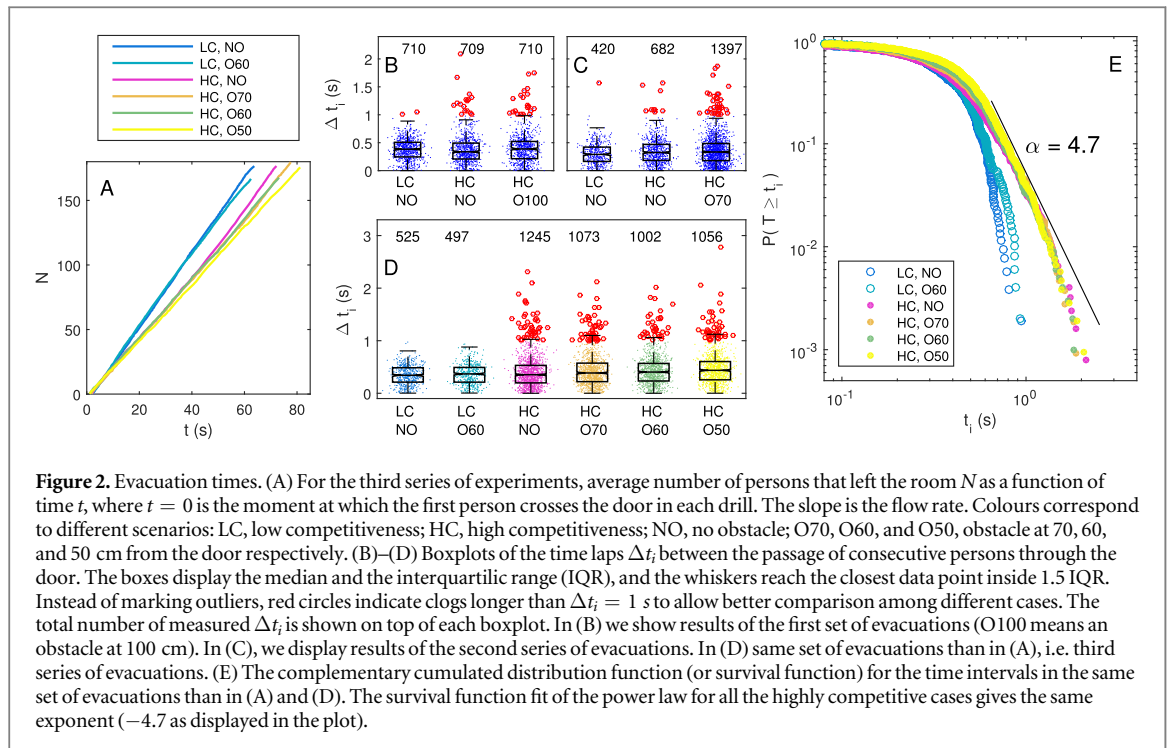 LC, NO
LC, O60
HC, NO
HC, O70
HC, O60
HC, O50
A
N
150
100
50
0
0 20 40 60 80
t (s)
B
710 709 710
Δ t_i (s)
2
1.5
1
0.5
0
LC HC HC
NO NO O100
C
420 682 1397
LC HC HC
NO NO O70
D
525 497 1245 1073 1002 1056
Δ t_i (s)
3
2
1
0
LC LC HC HC HC HC
NO O60 NO O70 O60 O50
E
P( T ≥ t_i )
10^0
10^-1
10^-2
10^-3
α = 4.7
LC, NO
LC, O60
HC, NO
HC, O70
HC, O60
HC, O50
10^-1 10^0
t_i (s)
Figure 2. Evacuation times. (A) For the third series of experiments, average number of persons that left the room N as a function of
time t, where t = 0 is the moment at which the first person crosses the door in each drill. The slope is the flow rate. Colours correspond
to different scenarios: LC, low competitiveness; HC, high competitiveness; NO, no obstacle; O70, O60, and O50, obstacle at 70, 60,
and 50 cm from the door respectively. (B)–(D) Boxplots of the time laps Δt_i between the passage of consecutive persons through the
door. The boxes display the median and the interquartilic range (IQR), and the whiskers reach the closest data point inside 1.5 IQR.
Instead of marking outliers, red circles indicate clogs longer than Δt_i = 1 s to allow better comparison among different cases. The
total number of measured Δt_i is shown on top of each boxplot. In (B) we show results of the first set of evacuations (O100 means an
obstacle at 100 cm). In (C), we display results of the second series of evacuations. In (D) same set of evacuations than in (A), i.e. third
series of evacuations. (E) The complementary cumulated distribution function (or survival function) for the time intervals in the same
set of evacuations than in (A) and (D). The survival function fit of the power law for all the highly competitive cases gives the same
exponent (−4.7 as displayed in the plot).